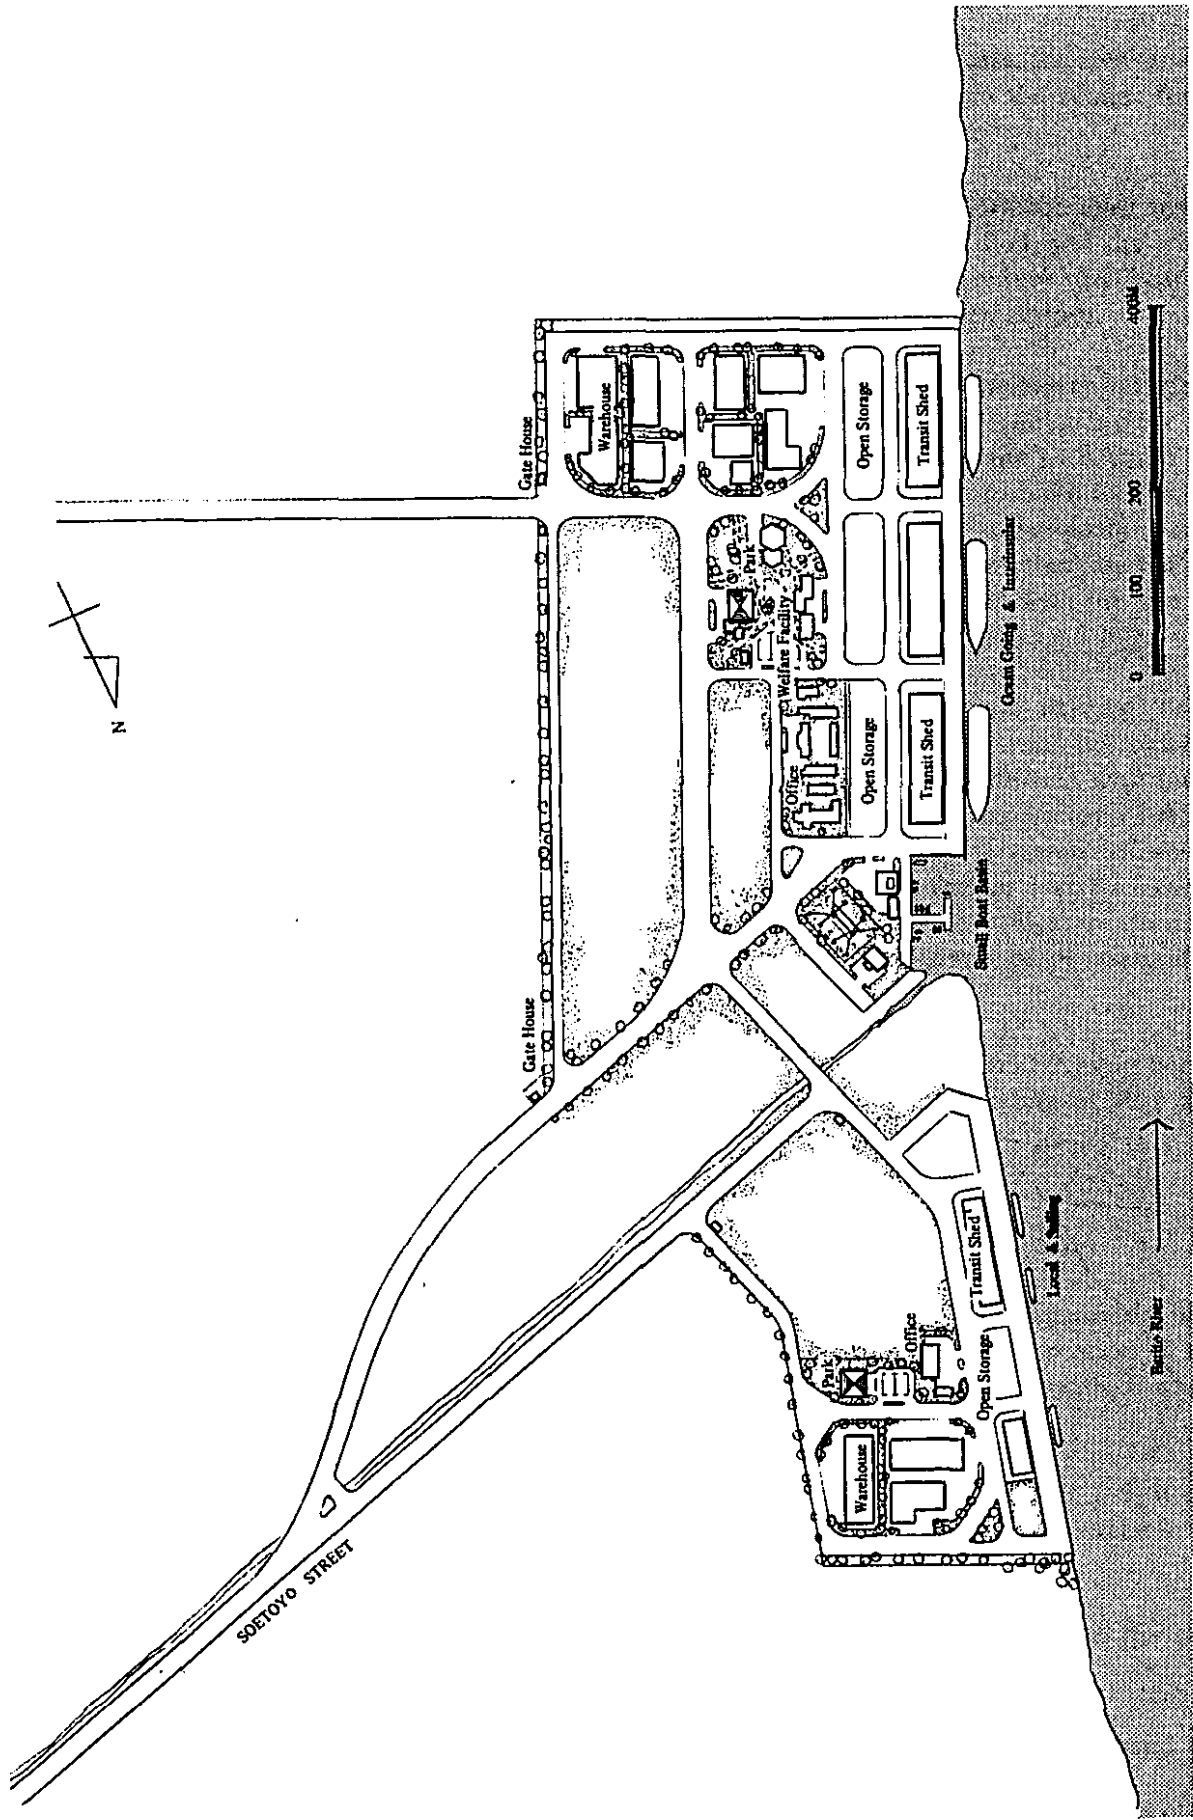 N
SOETOYO STREET
Gate House
Gate House
Warehouse
Park
Welfare Facility
Office
Open Storage
Open Storage
Transit Shed
Transit Shed
Small Boat Basin
Ocean Going & Interinsular
0 100 200 400M
Park
Office
Warehouse
Open Storage
Transit Shed
Local & Sailing
Barito River